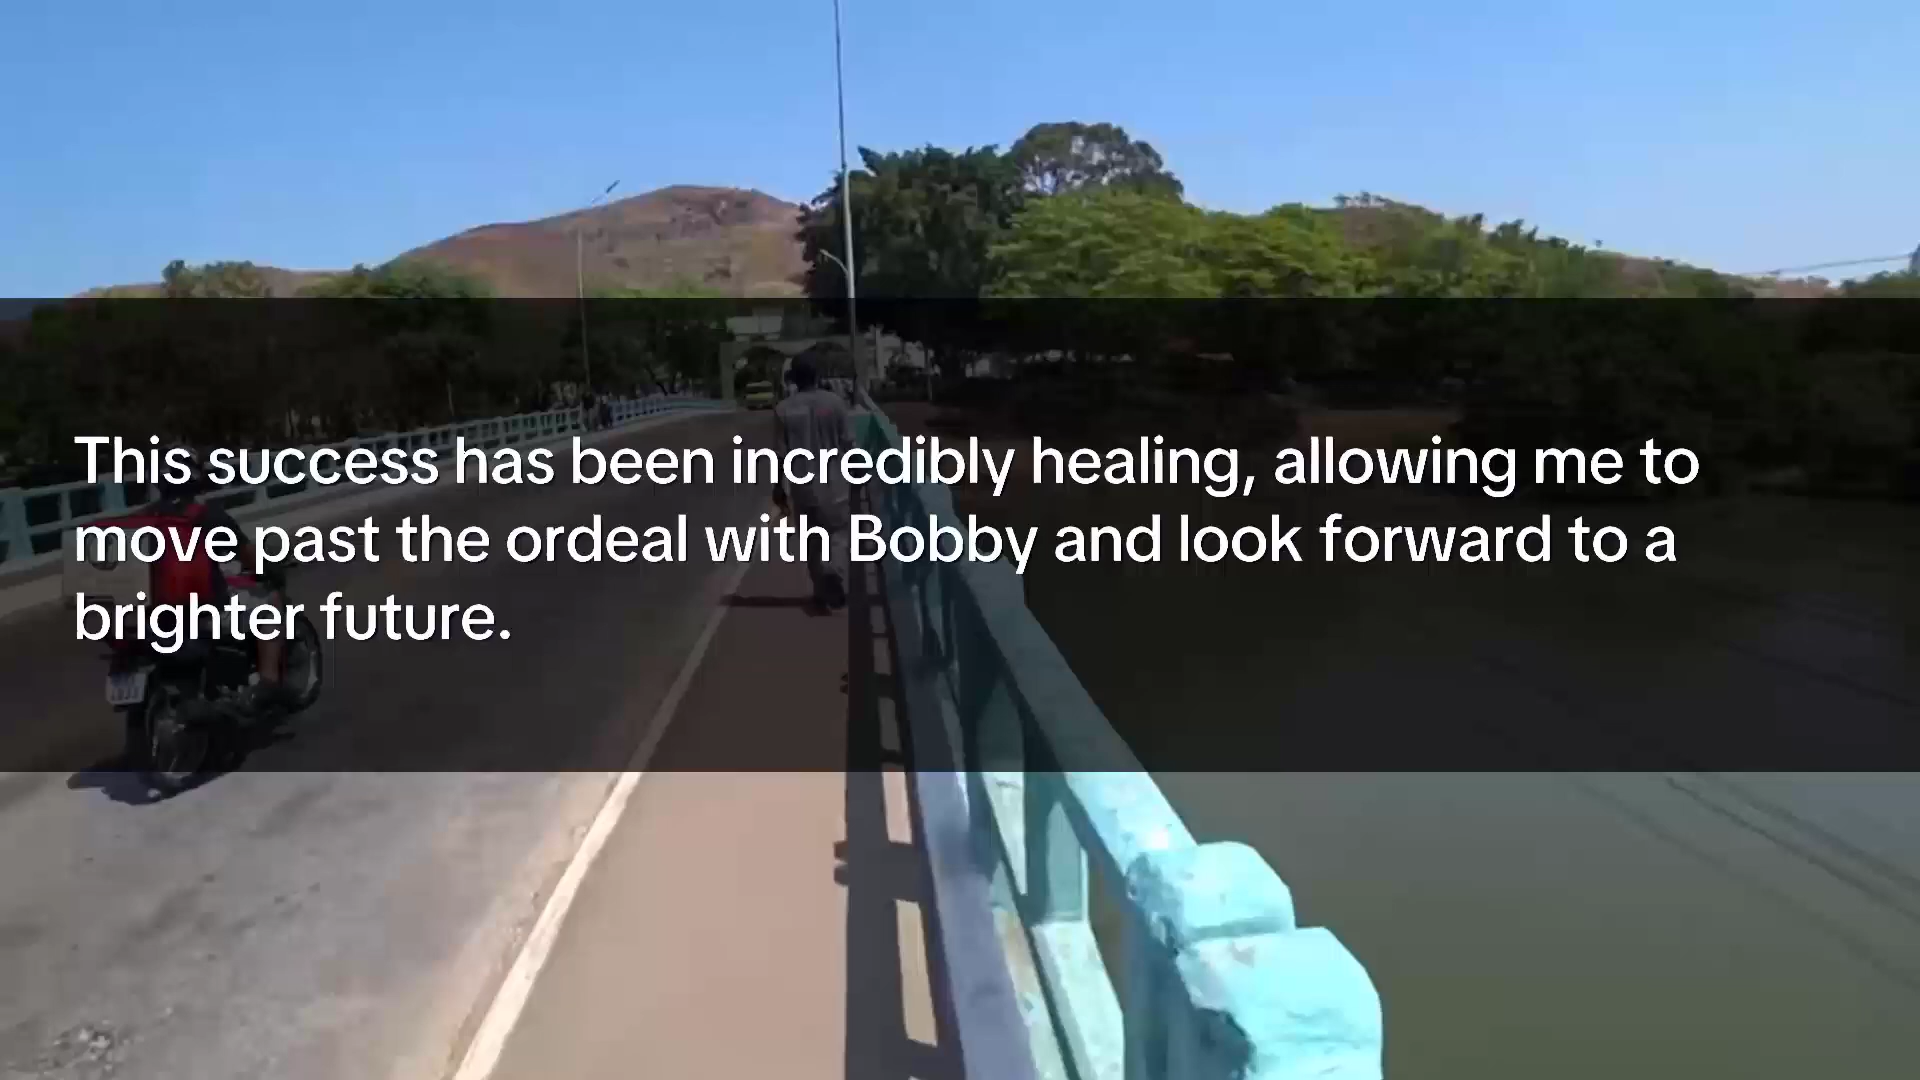 This success has been incredibly healing, allowing me to
move past the ordeal with Bobby and look forward to a
brighter future.